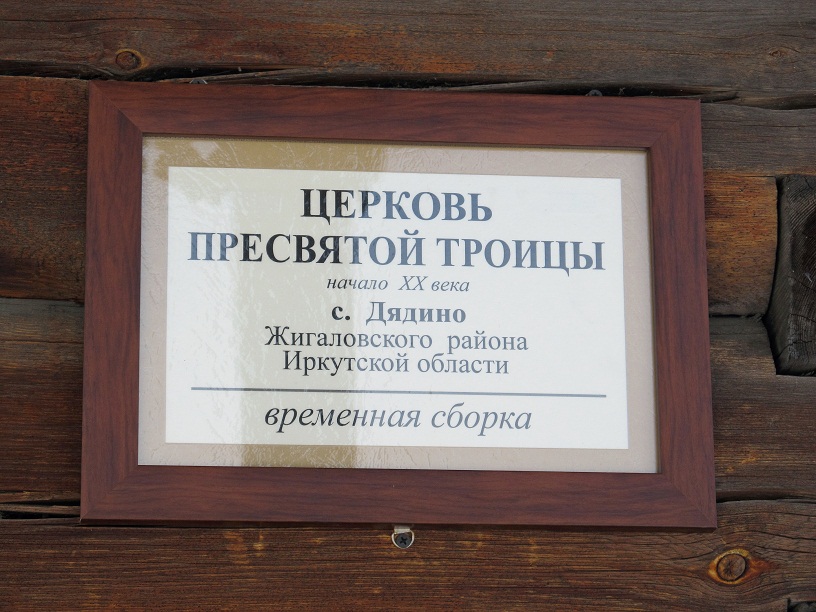 ЦЕРКОВЬ
ПРЕСВЯТОЙ ТРОИЦЫ
начало XX века
с. Дядино
Жигаловского района
Иркутской области
временная сборка